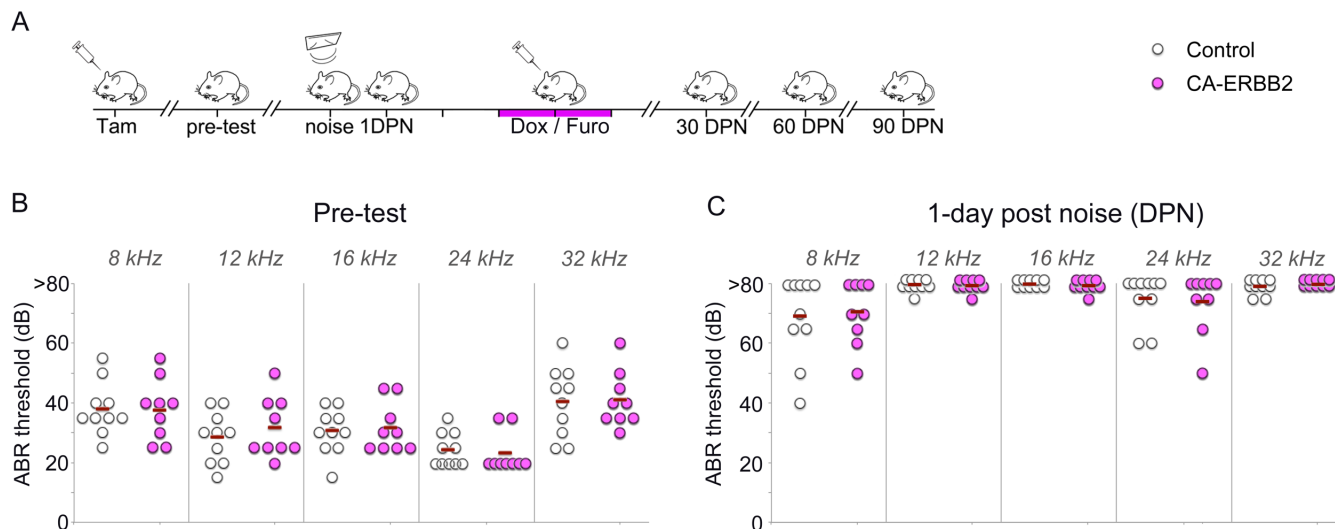 A
Tam
pre-test
noise 1DPN
Dox / Furo
30 DPN
60 DPN
90 DPN
Control
CA-ERBB2
B
Pre-test
8 kHz
12 kHz
16 kHz
24 kHz
32 kHz
ABR threshold (dB)
>80
60
40
20
0
C
1-day post noise (DPN)
8 kHz
12 kHz
16 kHz
24 kHz
32 kHz
ABR threshold (dB)
>80
60
40
20
0